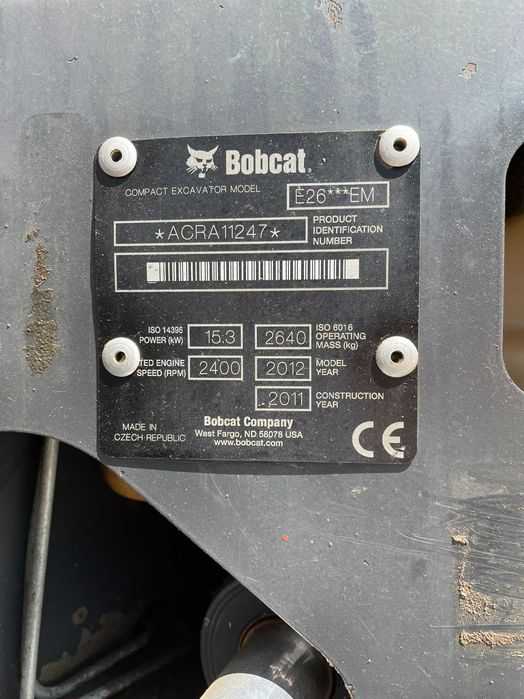 Bobcat
COMPACT EXCAVATOR MODEL E26***EM
*ACRA11247* PRODUCT IDENTIFICATION NUMBER
ISO 14396 POWER (kW) 15.3 2640 ISO 6016 OPERATING MASS (kg)
TED ENGINE SPEED (RPM) 2400 2012 MODEL YEAR
2011 CONSTRUCTION YEAR
Bobcat Company
MADE IN CZECH REPUBLIC West Fargo, ND 58078 USA
www.bobcat.com
CE